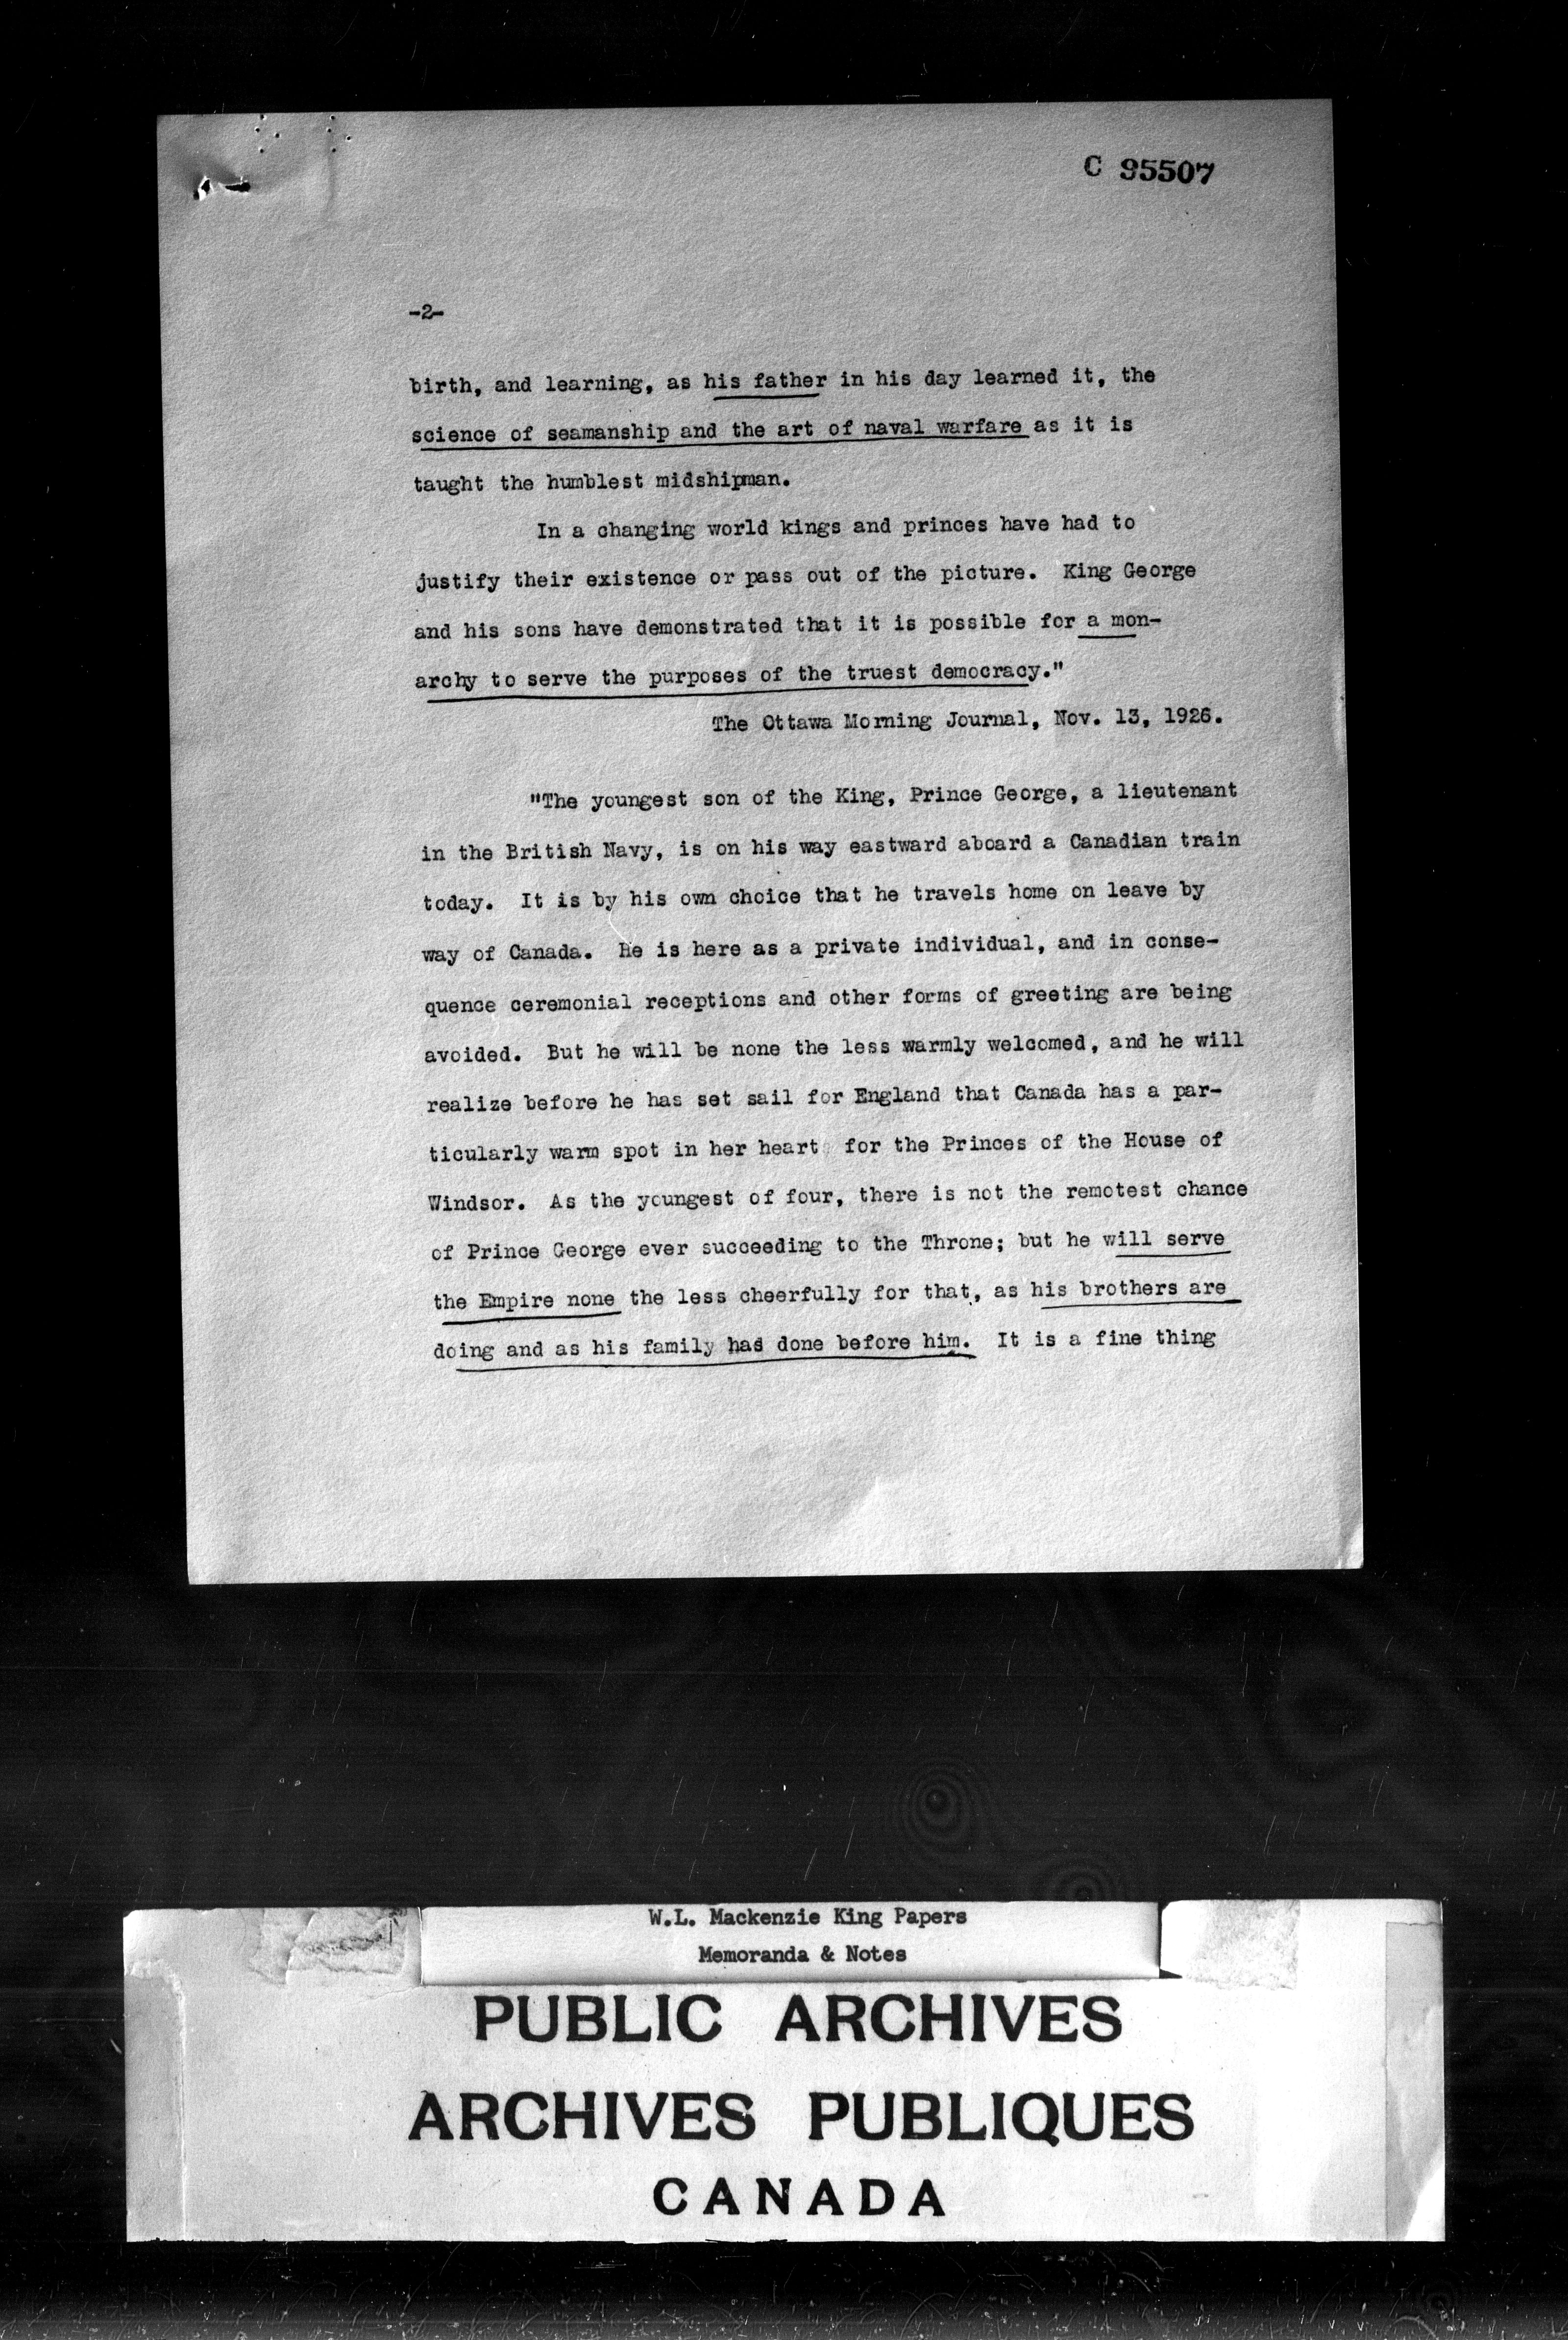 C 95507
-2-
birth, and learning, as his father in his day learned it, the
science of seamanship and the art of naval warfare as it is
taught the humblest midshipman.
In a changing world kings and princes have had to
justify their existence or pass out of the picture. King George
and his sons have demonstrated that it is possible for a mon-
archy to serve the purposes of the truest democracy."
The Ottawa Morning Journal, Nov. 13, 1926.
"The youngest son of the King, Prince George, a lieutenant
in the British Navy, is on his way eastward aboard a Canadian train
today. It is by his own choice that he travels home on leave by
way of Canada. He is here as a private individual, and in conse-
quence ceremonial receptions and other forms of greeting are being
avoided. But he will be none the less warmly welcomed, and he will
realize before he has set sail for England that Canada has a par-
ticularly warm spot in her heart for the Princes of the House of
Windsor. As the youngest of four, there is not the remotest chance
of Prince George ever succeeding to the Throne; but he will serve
the Empire none the less cheerfully for that, as his brothers are
doing and as his family has done before him. It is a fine thing
W.L. Mackenzie King Papers
Memoranda & Notes
PUBLIC ARCHIVES
ARCHIVES PUBLIQUES
CANADA